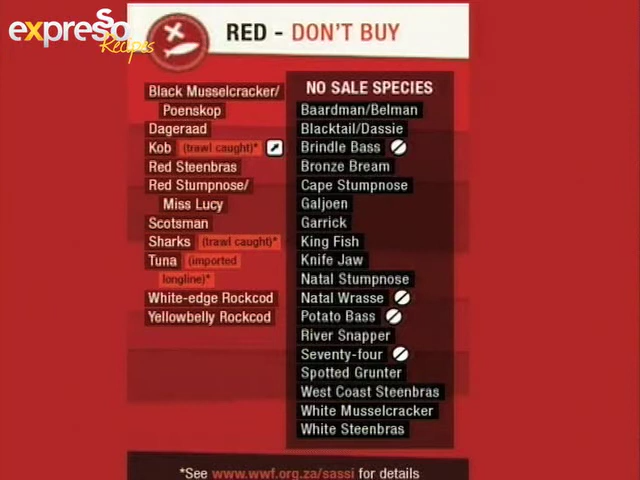 expresso
Recipes
RED - DON'T BUY
Black Musselcracker/
Poenskop
Dageraad
Kob (trawl caught)*
Red Steenbras
Red Stumpnose/
Miss Lucy
Scotsman
Sharks (trawl caught)*
Tuna (imported
longline)*
White-edge Rockcod
Yellowbelly Rockcod
NO SALE SPECIES
Baardman/Belman
Blacktail/Dassie
Brindle Bass
Bronze Bream
Cape Stumpnose
Galjoen
Garrick
King Fish
Knife Jaw
Natal Stumpnose
Natal Wrasse
Potato Bass
River Snapper
Seventy-four
Spotted Grunter
West Coast Steenbras
White Musselcracker
White Steenbras
*See www.wwf.org.za/sassi for details